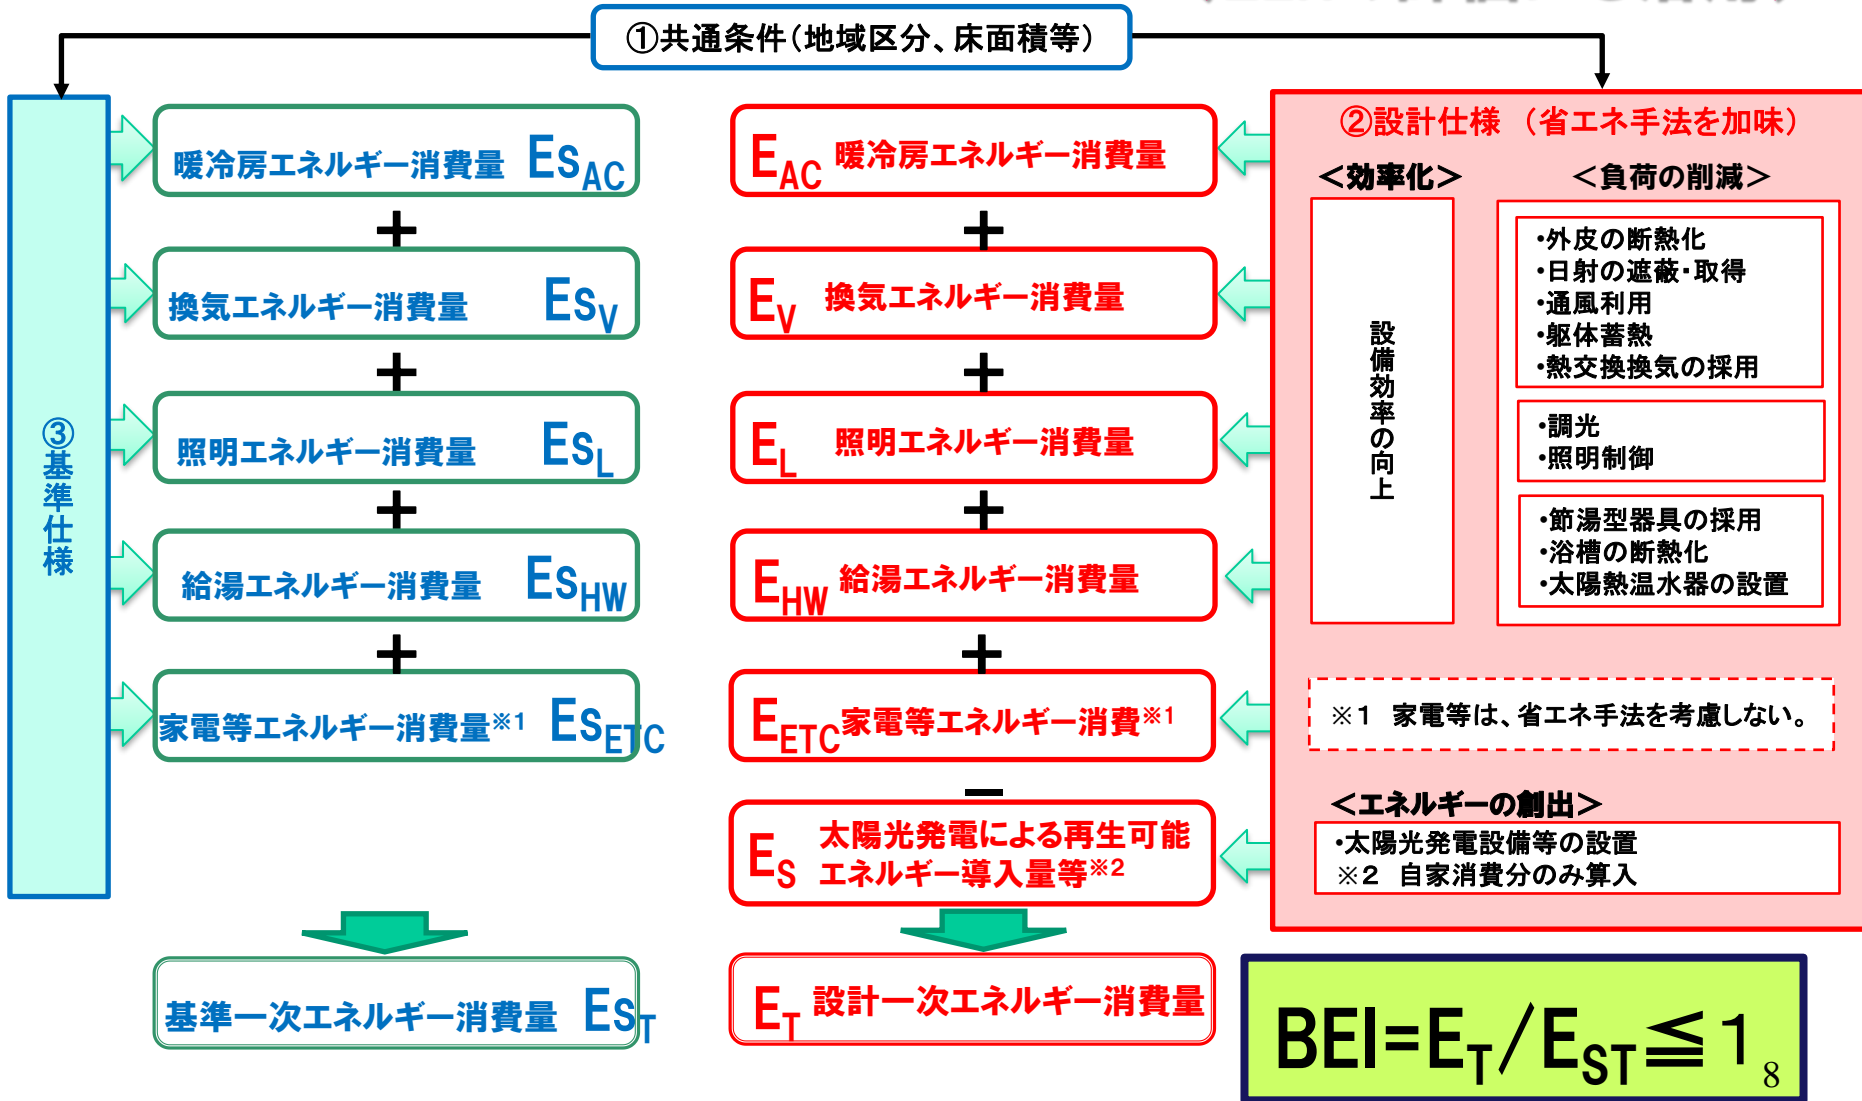 ①共通条件(地域区分、床面積等)
③基準仕様
暖冷房エネルギー消費量 EsAC
+
換気エネルギー消費量 EsV
+
照明エネルギー消費量 EsL
+
給湯エネルギー消費量 EsHW
+
家電等エネルギー消費量※1 EsETC
基準一次エネルギー消費量 EsT
EAC 暖冷房エネルギー消費量
+
EV 換気エネルギー消費量
+
EL 照明エネルギー消費量
+
EHW 給湯エネルギー消費量
+
EETC 家電等エネルギー消費※1
−
ES 太陽光発電による再生可能
エネルギー導入量等※2
ET 設計一次エネルギー消費量
②設計仕様 (省エネ手法を加味)
<効率化>
設備効率の向上
<負荷の削減>
・外皮の断熱化
・日射の遮蔽・取得
・通風利用
・躯体蓄熱
・熱交換換気の採用
・調光
・照明制御
・節湯型器具の採用
・浴槽の断熱化
・太陽熱温水器の設置
※1 家電等は、省エネ手法を考慮しない。
<エネルギーの創出>
・太陽光発電設備等の設置
※2 自家消費分のみ算入
BEI=ET/EST≦1
8